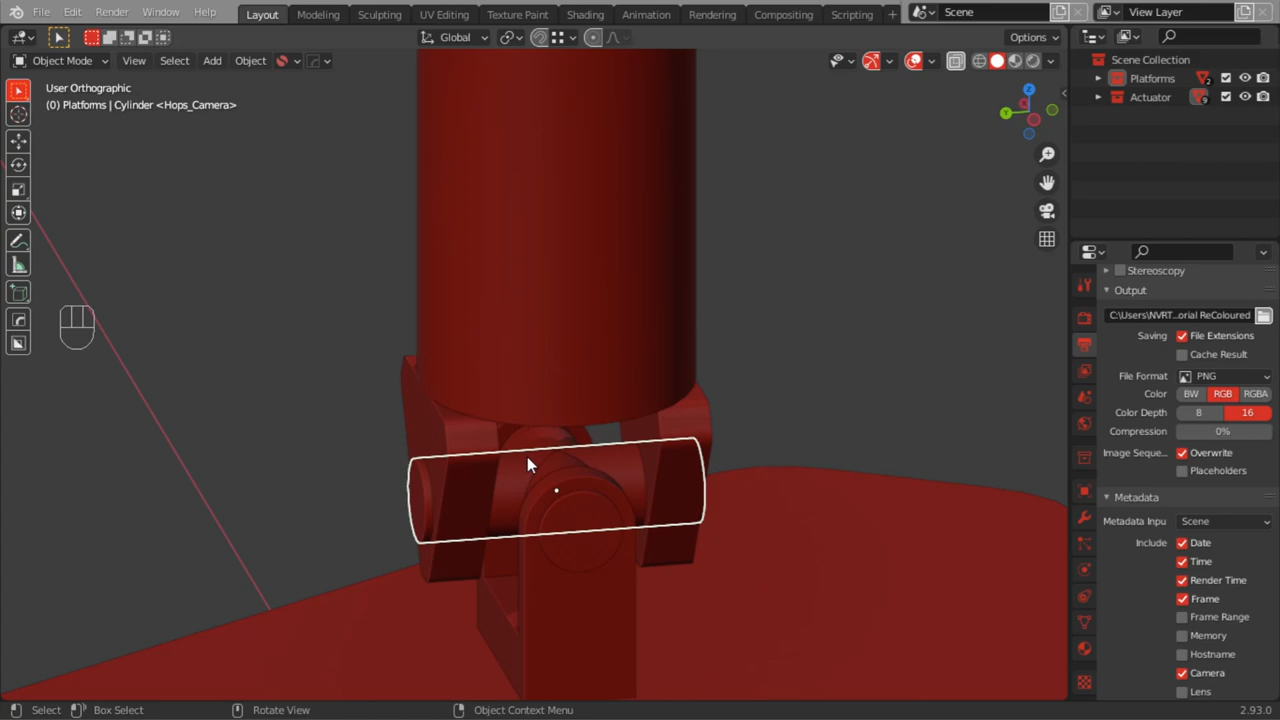 File Edit Render Window Help Layout Modeling Sculpting UV Editing Texture Paint Shading Animation Rendering Compositing Scripting + Scene View Layer
Global Options
Object Mode View Select Add Object
User Orthographic
(0) Platforms | Cylinder <Hops_Camera>
Z
Y
Scene Collection
Platforms 2
Actuator 9
Stereoscopy
Output
C:\Users\NVRT...orial ReColoured
Saving File Extensions
Cache Result
File Format PNG
Color BW RGB RGBA
Color Depth 8 16
Compression 0%
Image Seque... Overwrite
Placeholders
Metadata
Metadata Inpu Scene
Include Date
Time
Render Time
Frame
Frame Range
Memory
Hostname
Camera
Lens
Select Box Select Rotate View Object Context Menu 2.93.0